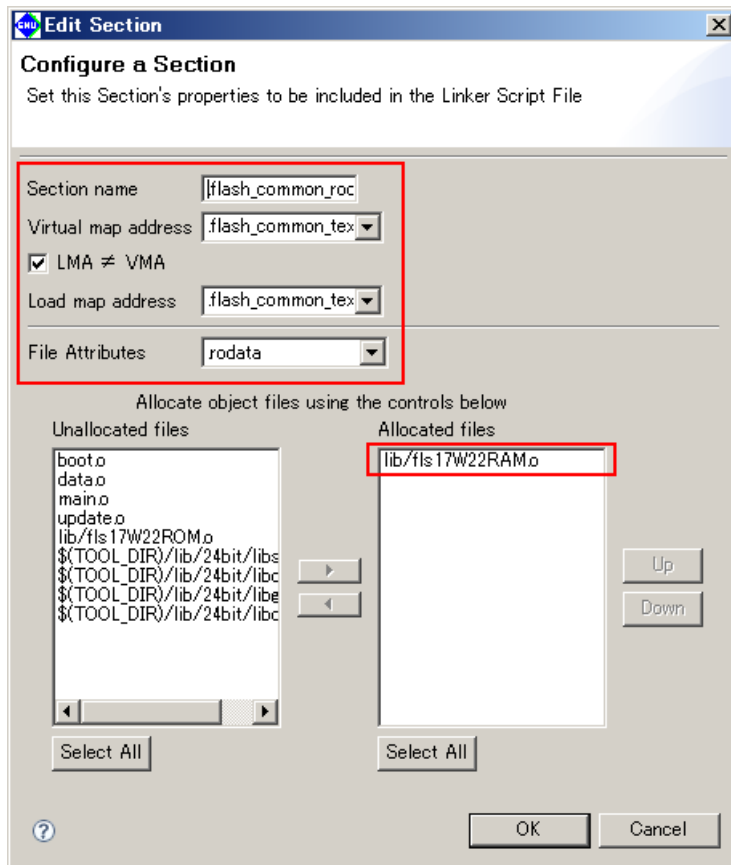 GNU Edit Section
Configure a Section
Set this Section's properties to be included in the Linker Script File
Section name .flash_common_roc
Virtual map address .flash_common_tex
LMA ≠ VMA
Load map address .flash_common_tex
File Attributes .rodata
Allocate object files using the controls below
Unallocated files Allocated files
boot.o lib/fls17W22RAM.o
data.o
main.o
update.o
lib/fls17W22ROM.o
$(TOOL_DIR)/lib/24bit/libs
$(TOOL_DIR)/lib/24bit/libc
$(TOOL_DIR)/lib/24bit/libg
$(TOOL_DIR)/lib/24bit/libc
Up
Down
Select All Select All
? OK Cancel